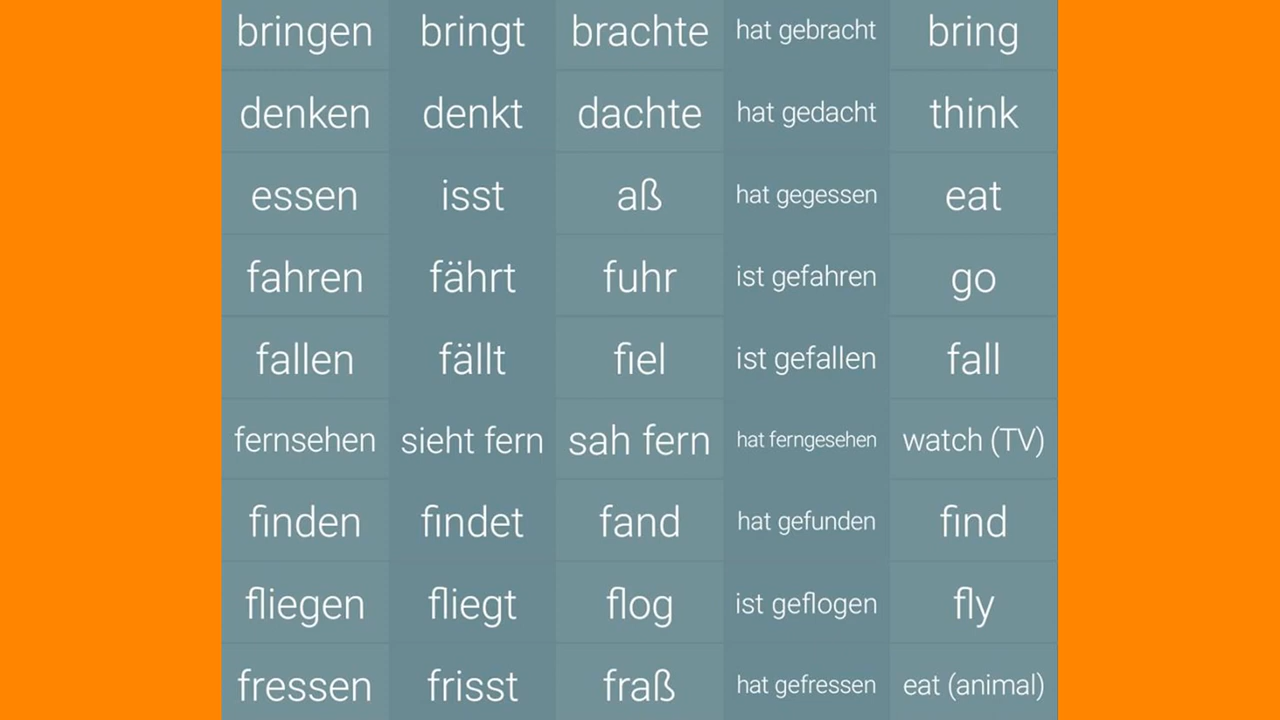 bringen bringt brachte hat gebracht bring
denken denkt dachte hat gedacht think
essen isst aß hat gegessen eat
fahren fährt fuhr ist gefahren go
fallen fällt fiel ist gefallen fall
fernsehen sieht fern sah fern hat ferngesehen watch (TV)
finden findet fand hat gefunden find
fliegen fliegt flog ist geflogen fly
fressen frisst fraß hat gefressen eat (animal)